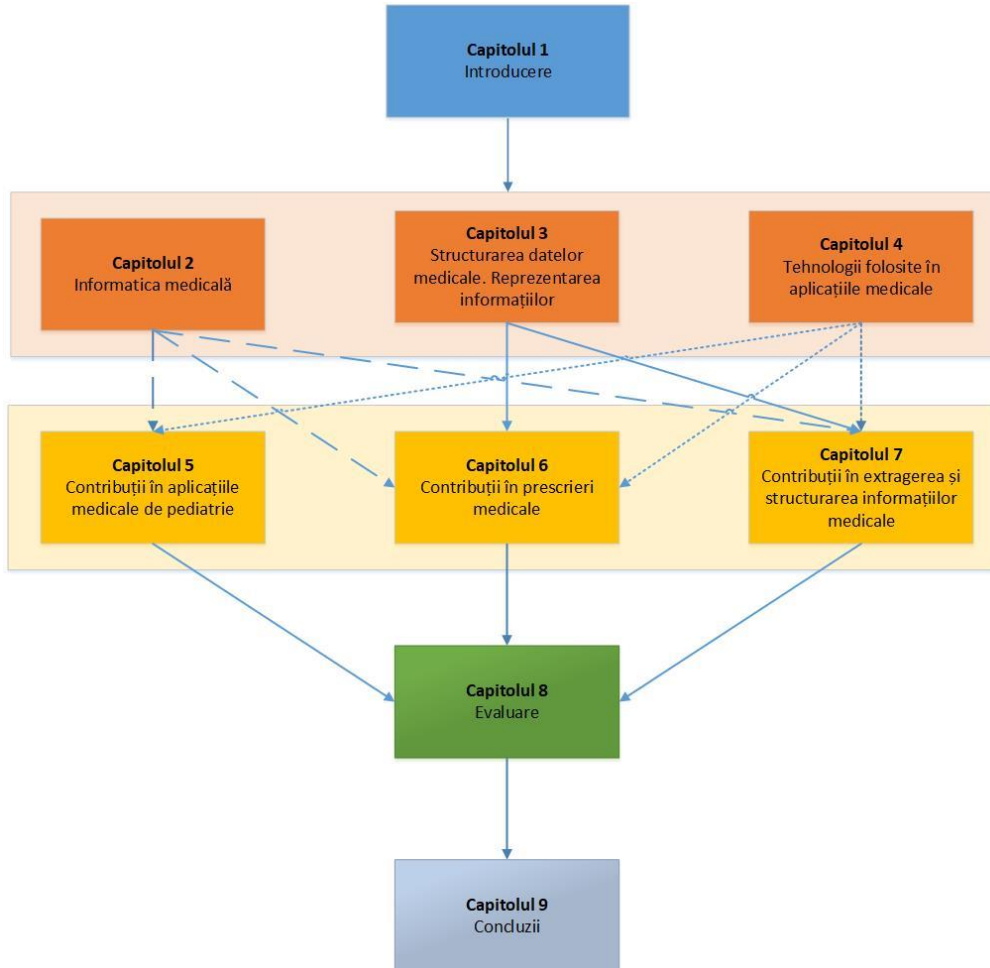 Capitolul 1
Introducere
Capitolul 2
Informatica medicală
Capitolul 3
Structurarea datelor
medicale. Reprezentarea
informațiilor
Capitolul 4
Tehnologii folosite în
aplicațiile medicale
Capitolul 5
Contribuții în aplicațiile
medicale de pediatrie
Capitolul 6
Contribuții în prescrieri
medicale
Capitolul 7
Contribuții în extragerea și
structurarea informațiilor
medicale
Capitolul 8
Evaluare
Capitolul 9
Concluzii